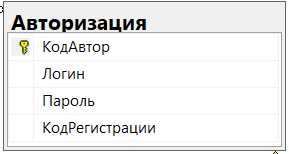 Авторизация
КодАвтор
Логин
Пароль
КодРегистрации